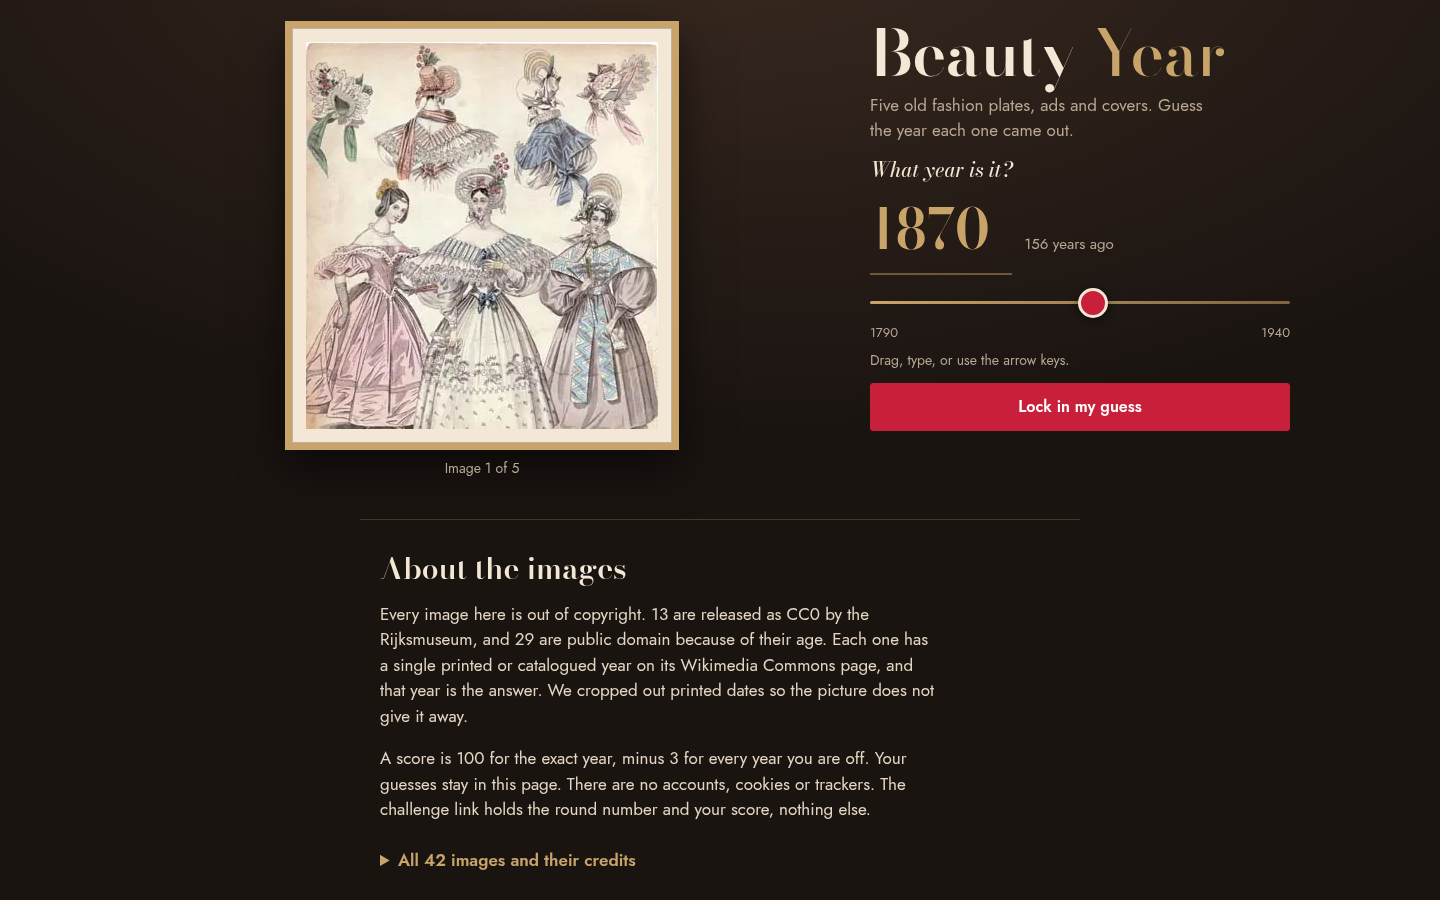 Beauty Year
Five old fashion plates, ads and covers. Guess
the year each one came out.
What year is it?
1870
156 years ago
1790
1940
Drag, type, or use the arrow keys.
Lock in my guess
Image 1 of 5
About the images
Every image here is out of copyright. 13 are released as CC0 by the
Rijksmuseum, and 29 are public domain because of their age. Each one has
a single printed or catalogued year on its Wikimedia Commons page, and
that year is the answer. We cropped out printed dates so the picture does not
give it away.
A score is 100 for the exact year, minus 3 for every year you are off. Your
guesses stay in this page. There are no accounts, cookies or trackers. The
challenge link holds the round number and your score, nothing else.
All 42 images and their credits